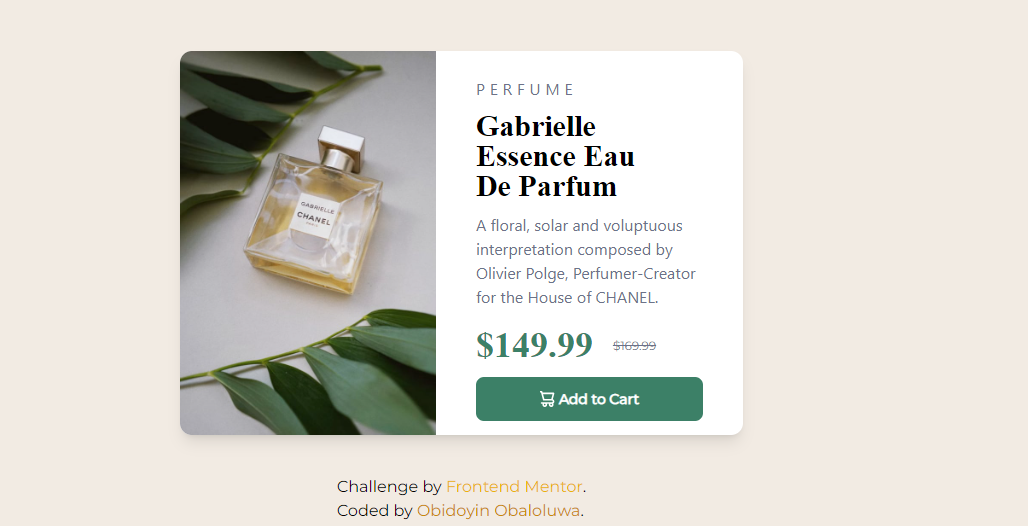 GABRIELLE
CHANEL
PERFUME
Gabrielle
Essence Eau
De Parfum
A floral, solar and voluptuous
interpretation composed by
Olivier Polge, Perfumer-Creator
for the House of CHANEL.
$149.99 $169.99
Add to Cart
Challenge by Frontend Mentor.
Coded by Obidoyin Obaloluwa.